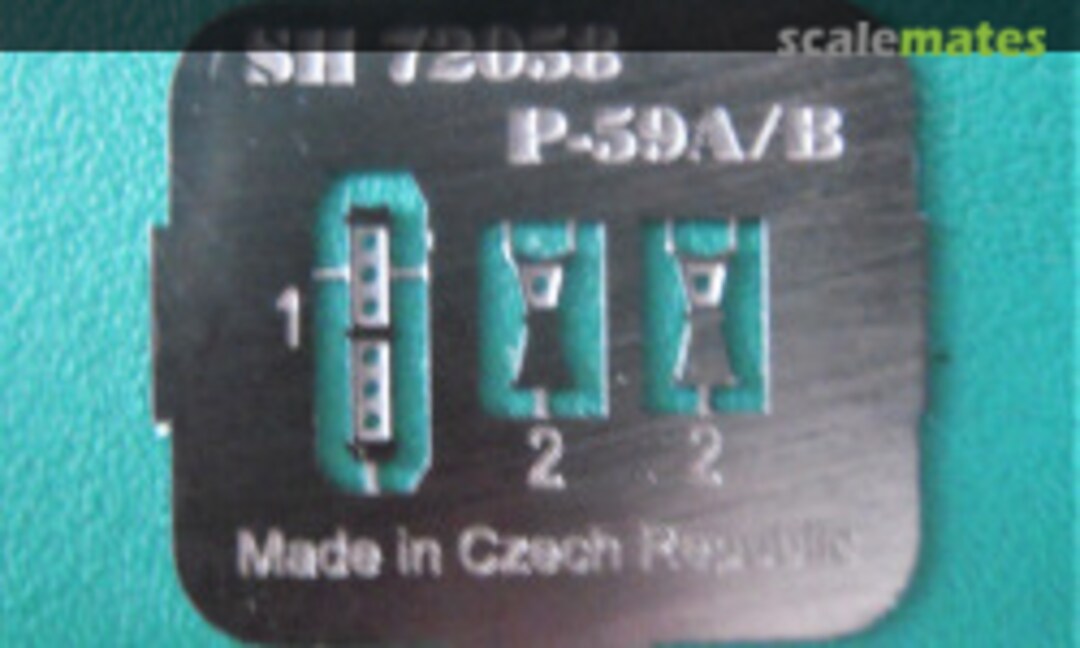 scalemates
SH 72058
P-59A/B
1
2 2
Made in Czech Republic